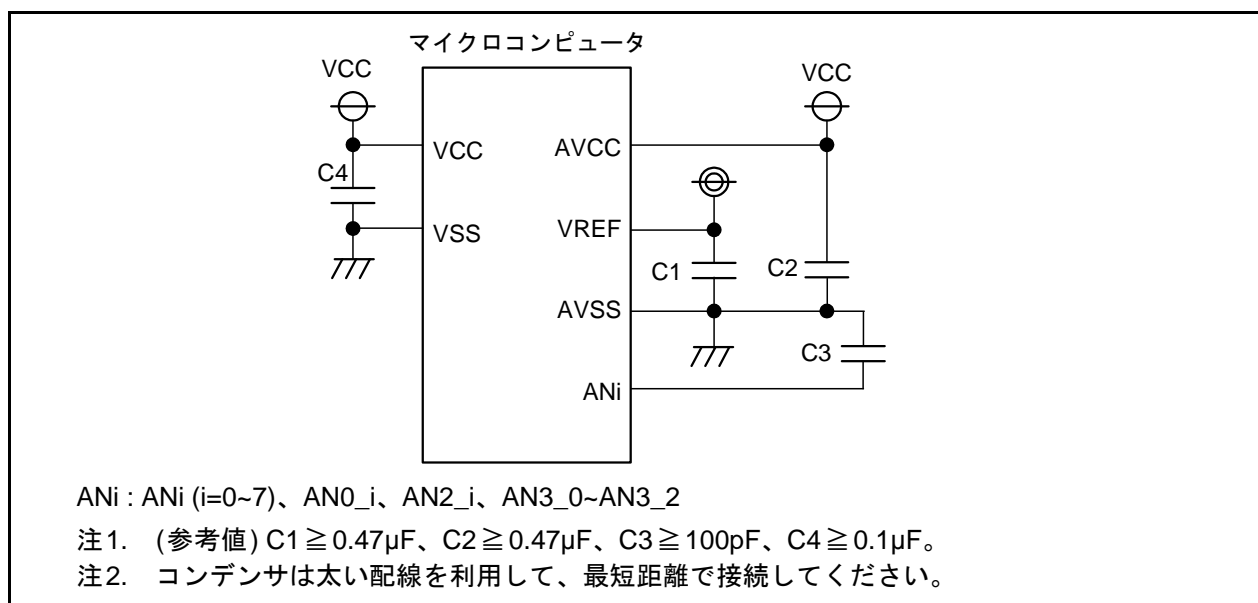 マイクロコンピュータ
VCC
VCC
VCC
AVCC
C4
VSS
VREF
C1
C2
AVSS
C3
ANi
ANi : ANi (i=0~7)、AN0_i、AN2_i、AN3_0~AN3_2
注1. (参考値) C1≧0.47µF、C2≧0.47µF、C3≧100pF、C4≧0.1µF。
注2. コンデンサは太い配線を利用して、最短距離で接続してください。